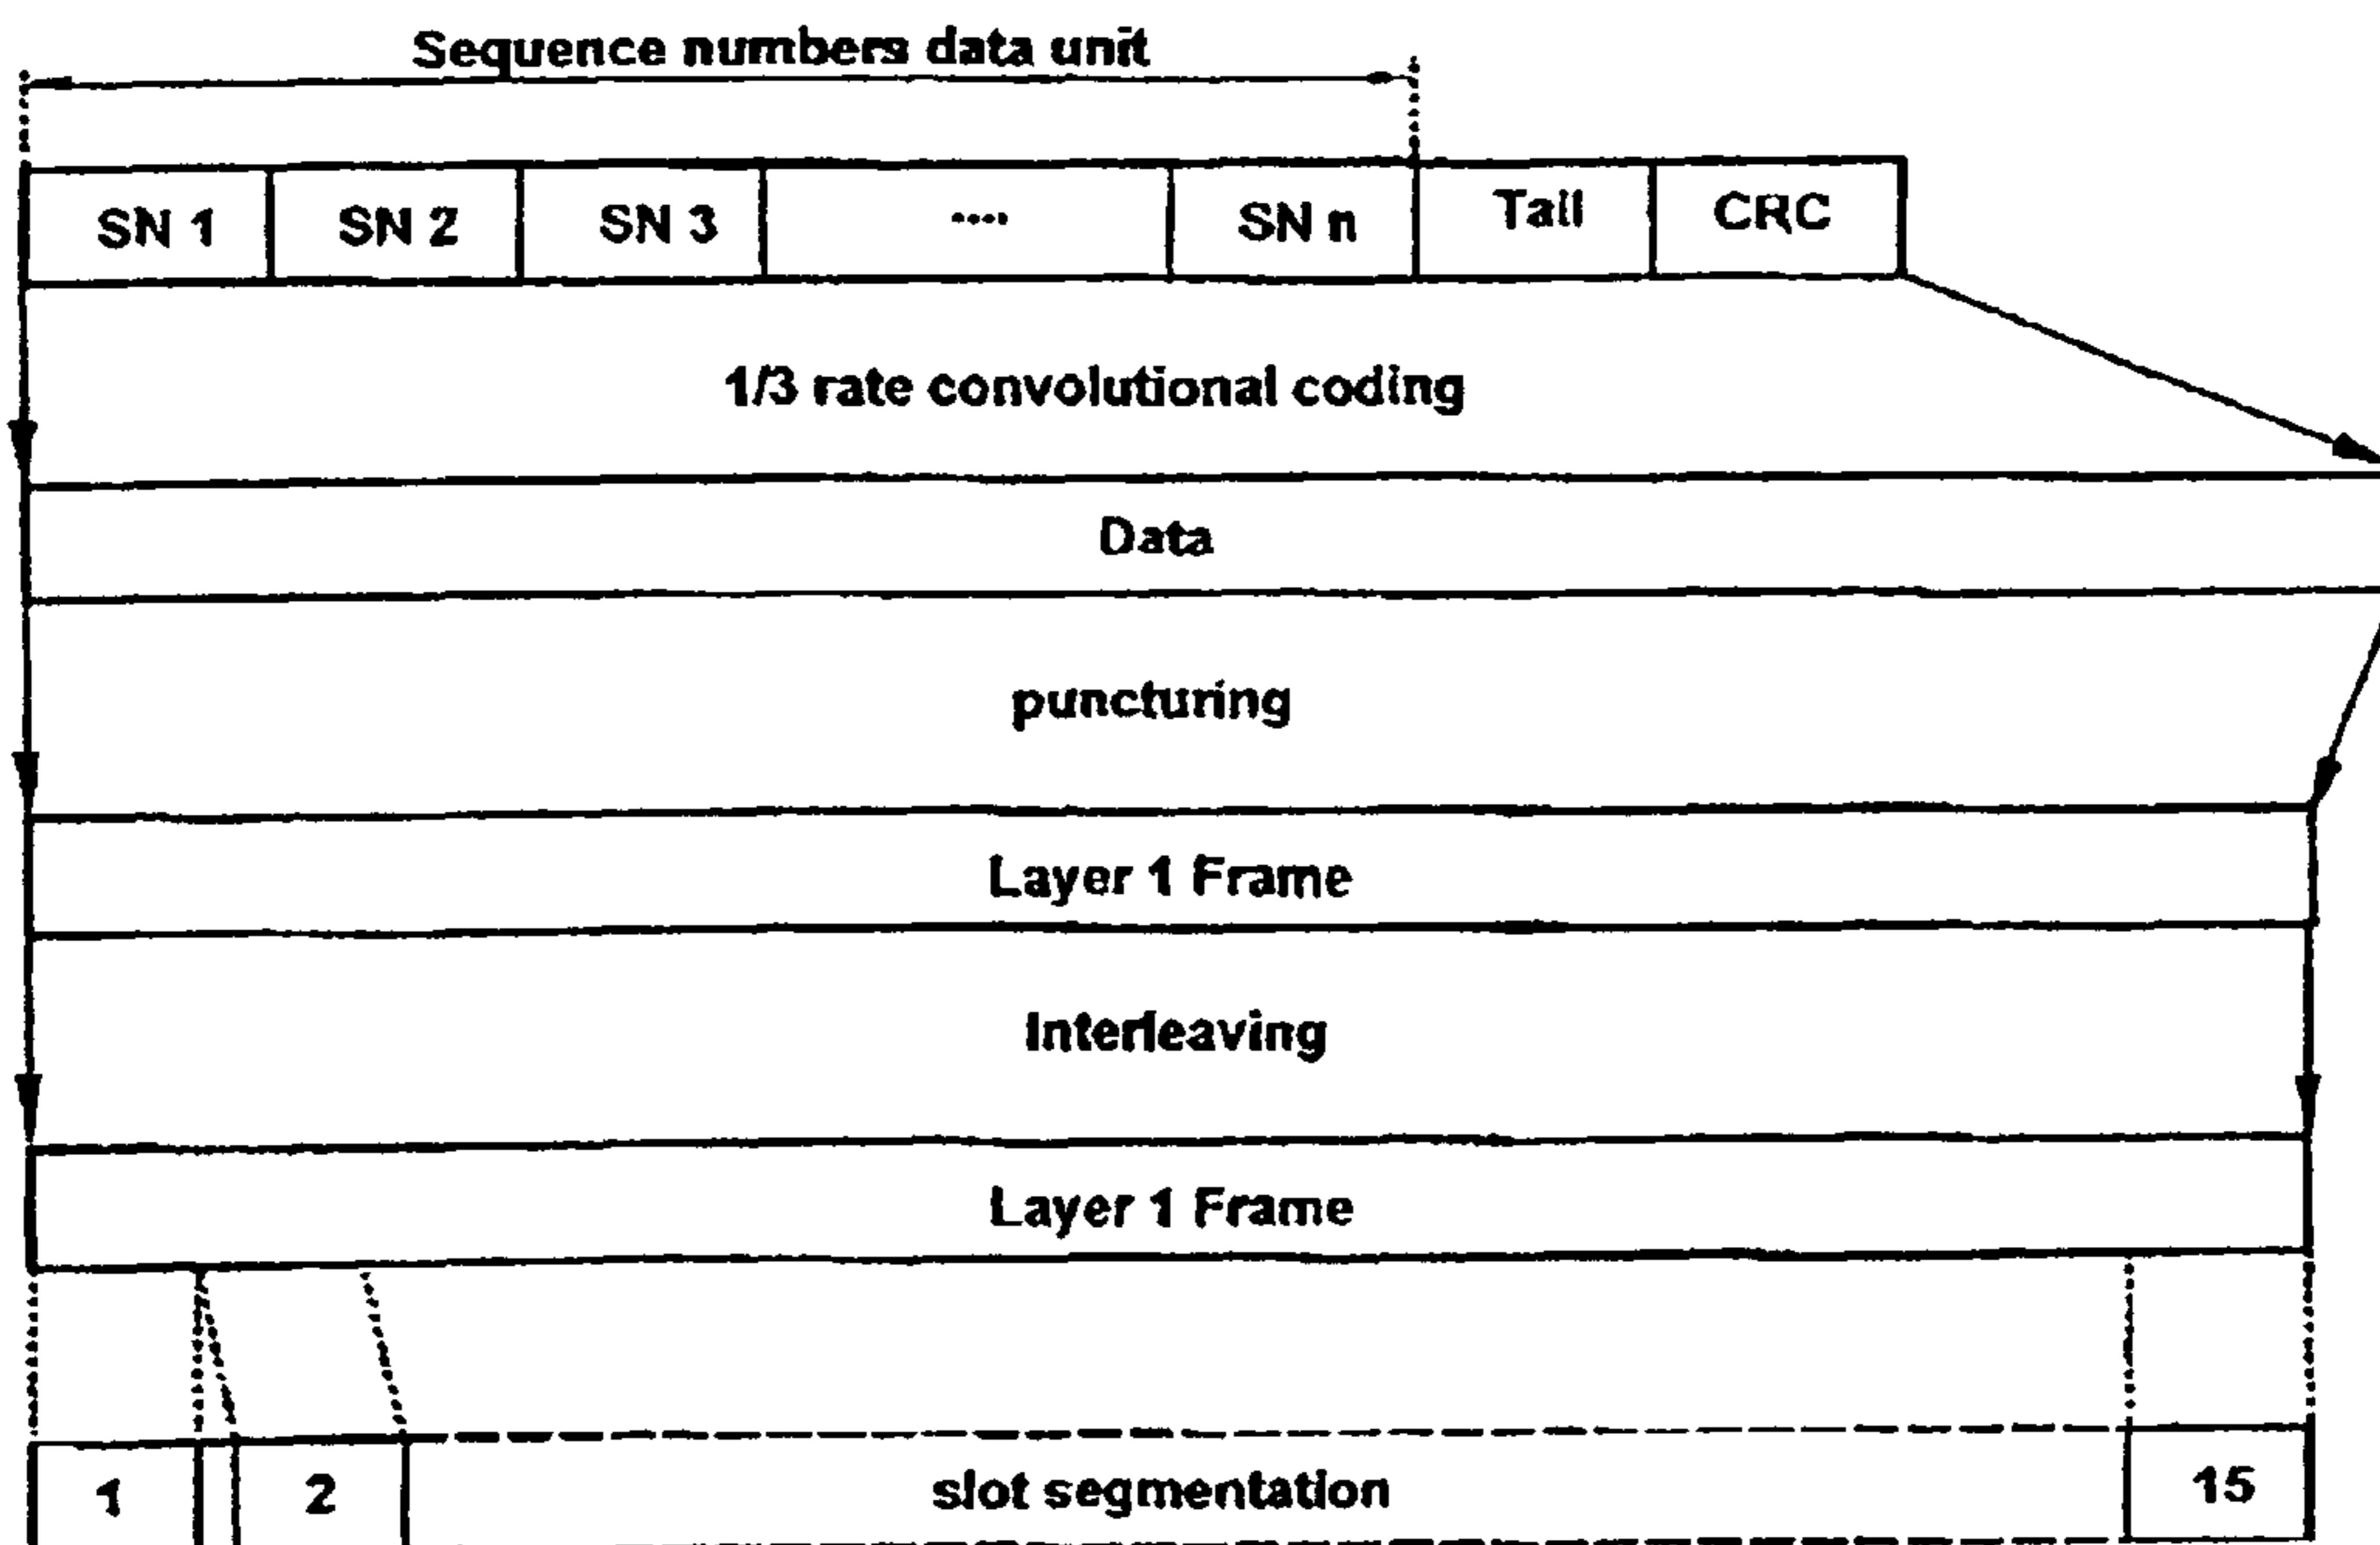 Sequence numbers data unit
SN 1 SN 2 SN 3 .... SN n Tail CRC
1/3 rate convolutional coding
Data
puncturing
Layer 1 Frame
Interleaving
Layer 1 Frame
1 2 slot segmentation 15